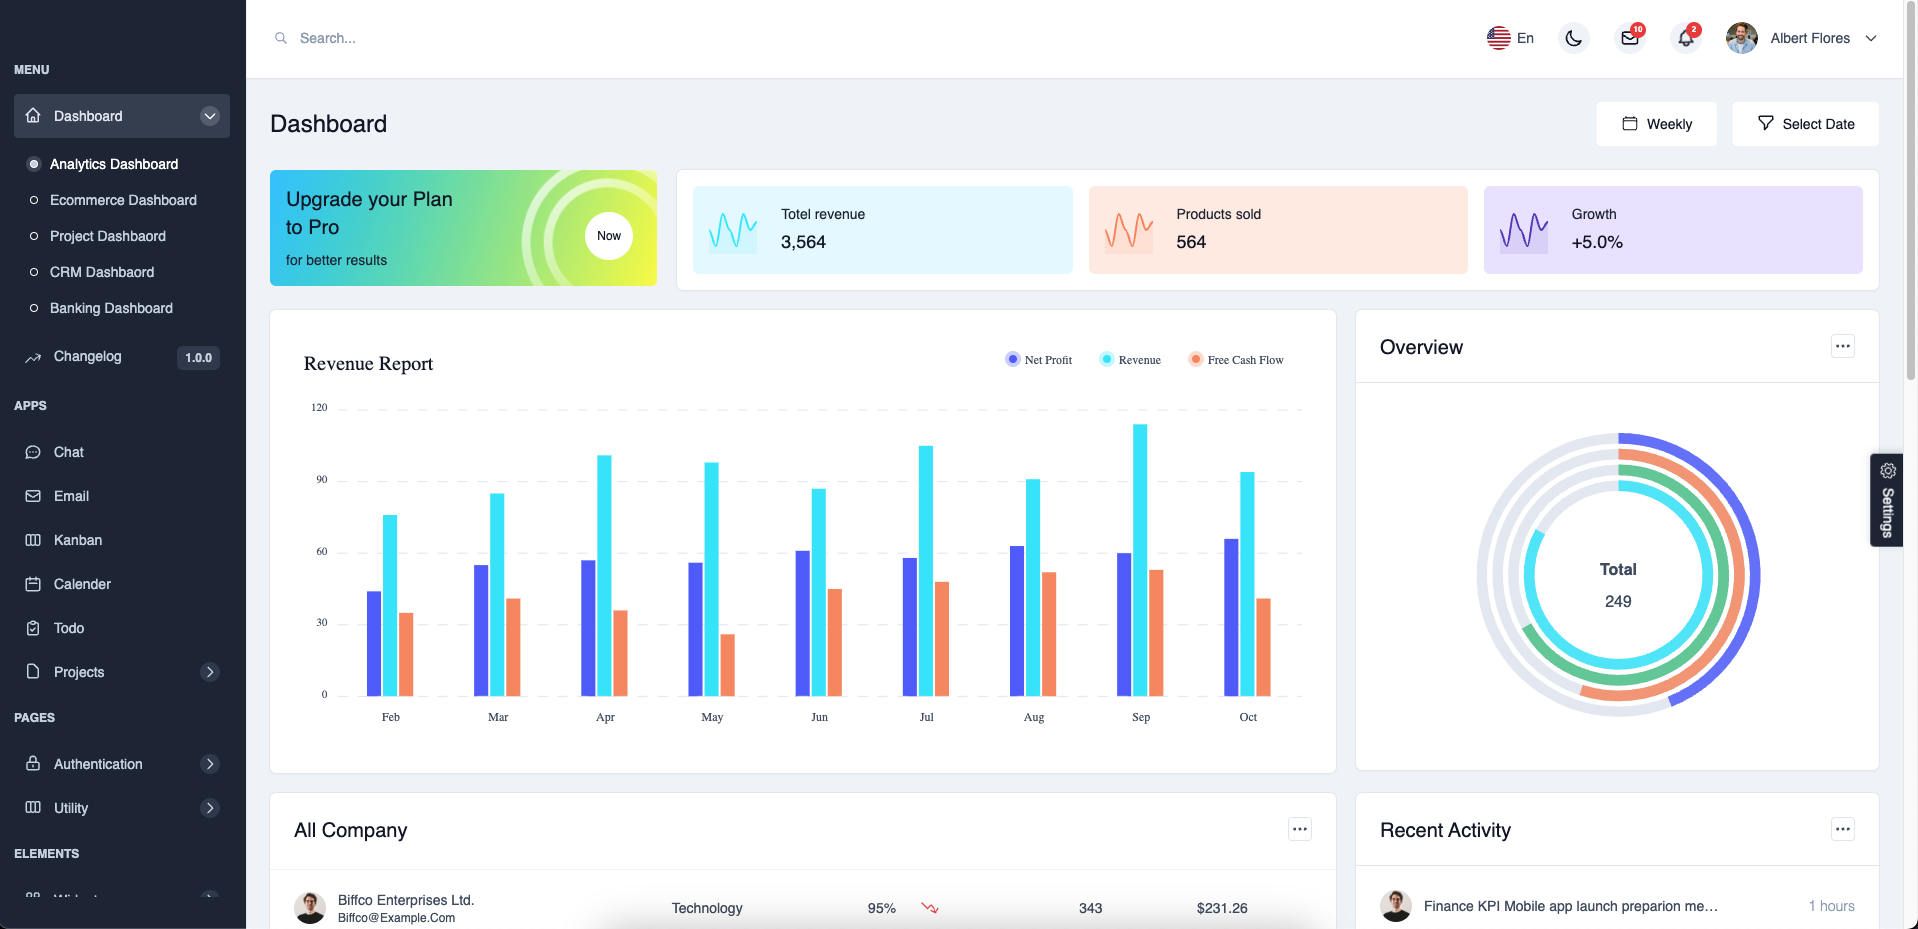 MENU
Dashboard
Analytics Dashboard
Ecommerce Dashboard
Project Dashbaord
CRM Dashbaord
Banking Dashboard
Changelog 1.0.0
APPS
Chat
Email
Kanban
Calender
Todo
Projects
PAGES
Authentication
Utility
ELEMENTS
Search...
En
10
2
Albert Flores
Dashboard
Weekly
Select Date
Upgrade your Plan
to Pro
for better results
Now
Totel revenue
3,564
Products sold
564
Growth
+5.0%
Revenue Report
Net Profit Revenue Free Cash Flow
120
90
60
30
0
Feb Mar Apr May Jun Jul Aug Sep Oct
Overview
Total
249
Settings
All Company
Biffco Enterprises Ltd.
Biffco@Example.Com
Technology 95% 343 $231.26
Recent Activity
Finance KPI Mobile app launch preparion me... 1 hours